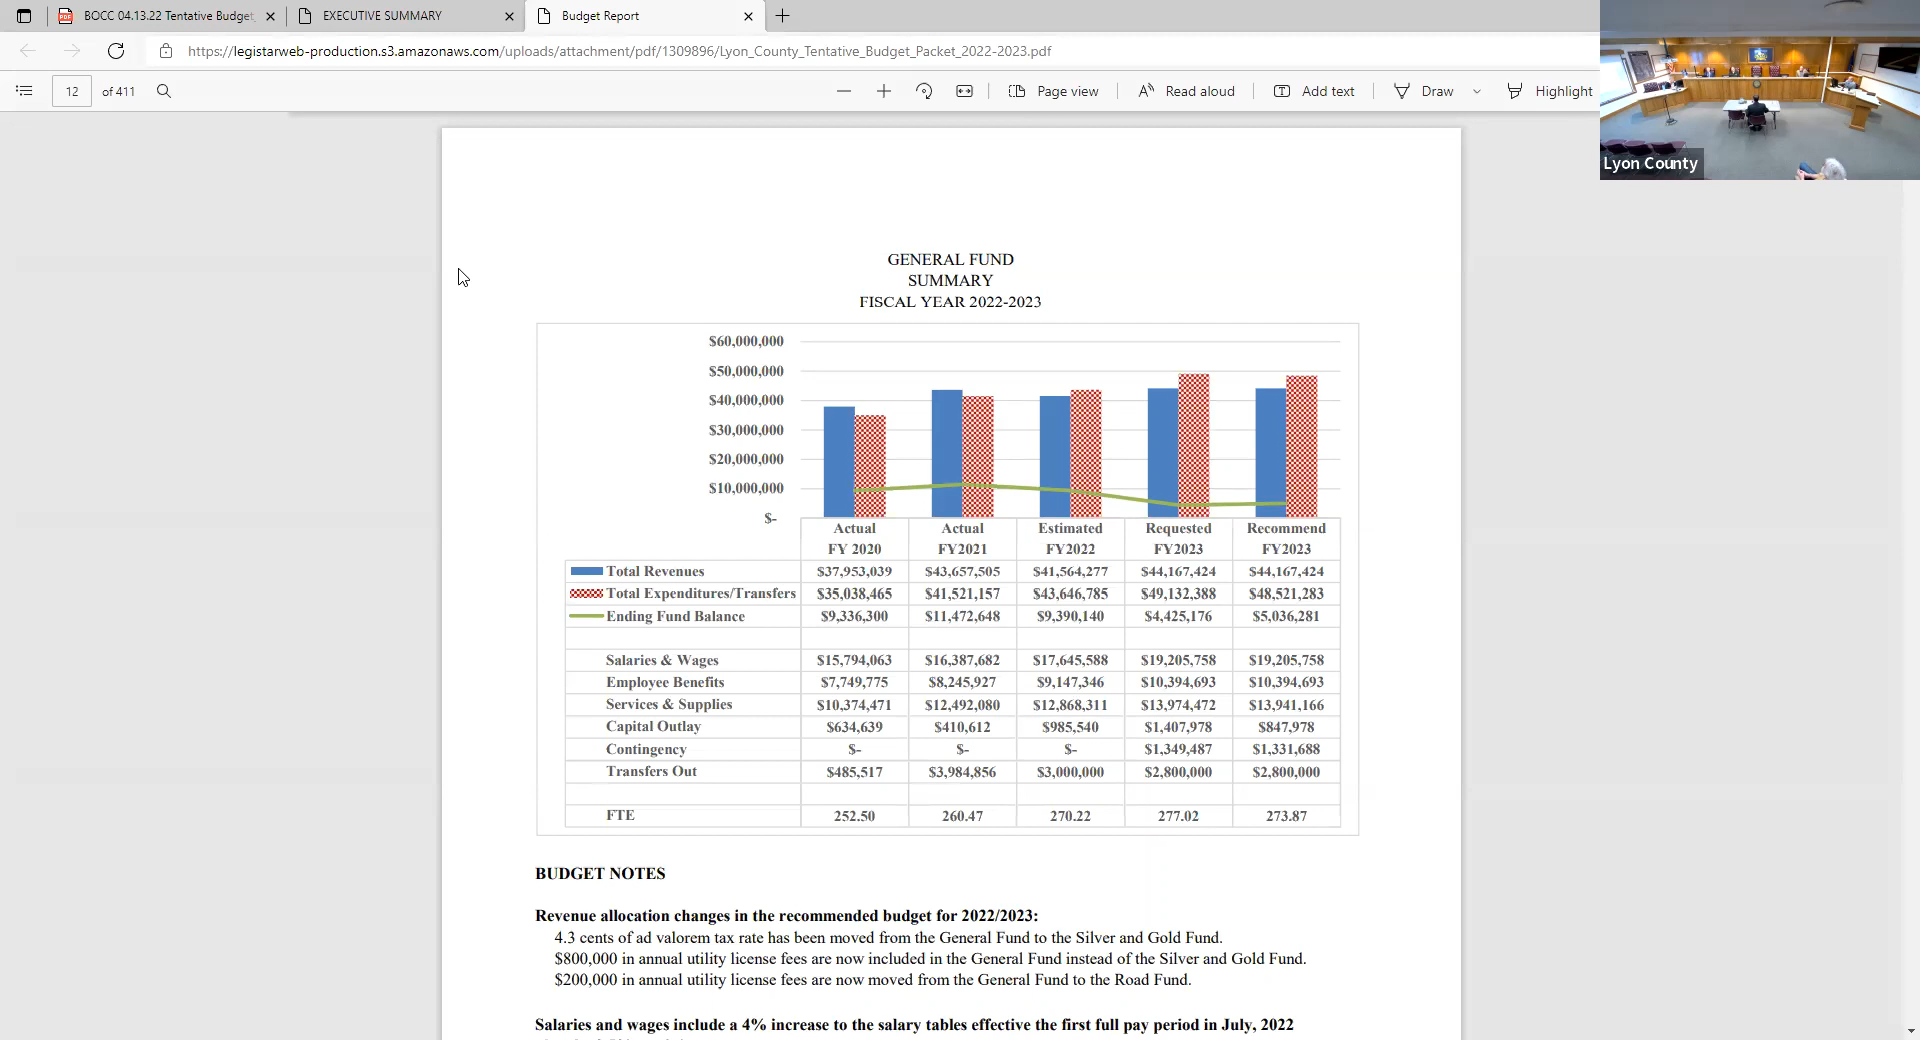 BOCC 04.13.22 Tentative Budget
EXECUTIVE SUMMARY
Budget Report
https://legistarweb-production.s3.amazonaws.com/uploads/attachment/pdf/1309896/Lyon_County_Tentative_Budget_Packet_2022-2023.pdf
12 of 411
Page view
Read aloud
Add text
Draw
Highlight
Lyon County
GENERAL FUND
SUMMARY
FISCAL YEAR 2022-2023
$60,000,000
$50,000,000
$40,000,000
$30,000,000
$20,000,000
$10,000,000
$-
Actual Actual Estimated Requested Recommend
FY 2020 FY2021 FY2022 FY2023 FY2023
Total Revenues $37,953,039 $43,657,505 $41,564,277 $44,167,424 $44,167,424
Total Expenditures/Transfers $35,038,465 $41,521,157 $43,646,785 $49,132,388 $48,521,283
Ending Fund Balance $9,336,300 $11,472,648 $9,390,140 $4,425,176 $5,036,281
Salaries & Wages $15,794,063 $16,387,682 $17,645,588 $19,205,758 $19,205,758
Employee Benefits $7,749,775 $8,245,927 $9,147,346 $10,394,693 $10,394,693
Services & Supplies $10,374,471 $12,492,080 $12,868,311 $13,974,472 $13,941,166
Capital Outlay $634,639 $410,612 $985,540 $1,407,978 $847,978
Contingency $- $- $- $1,349,487 $1,331,688
Transfers Out $485,517 $3,984,856 $3,000,000 $2,800,000 $2,800,000
FTE 252.50 260.47 270.22 277.02 273.87
BUDGET NOTES
Revenue allocation changes in the recommended budget for 2022/2023:
4.3 cents of ad valorem tax rate has been moved from the General Fund to the Silver and Gold Fund.
$800,000 in annual utility license fees are now included in the General Fund instead of the Silver and Gold Fund.
$200,000 in annual utility license fees are now moved from the General Fund to the Road Fund.
Salaries and wages include a 4% increase to the salary tables effective the first full pay period in July, 2022